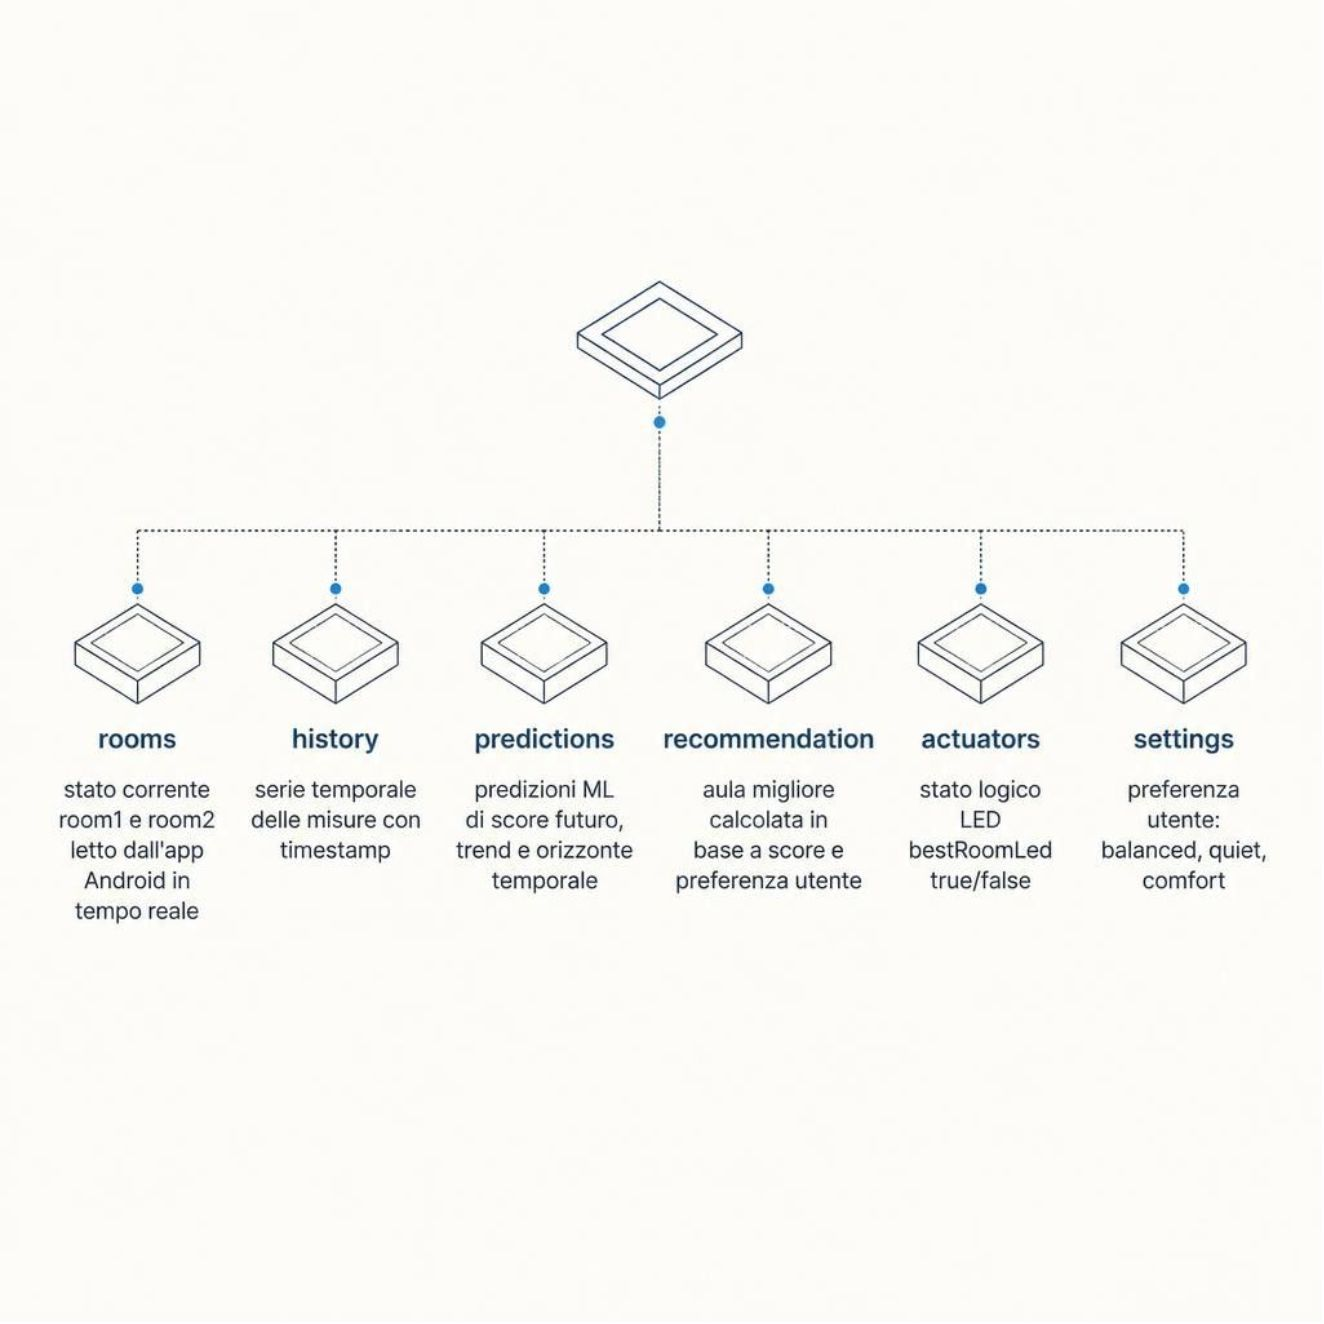 rooms
stato corrente
room1 e room2
letto dall'app
Android in
tempo reale
history
serie temporale
delle misure con
timestamp
predictions
predizioni ML
di score futuro,
trend e orizzonte
temporale
recommendation
aula migliore
calcolata in
base a score e
preferenza utente
actuators
stato logico
LED
bestRoomLed
true/false
settings
preferenza
utente:
balanced, quiet,
comfort